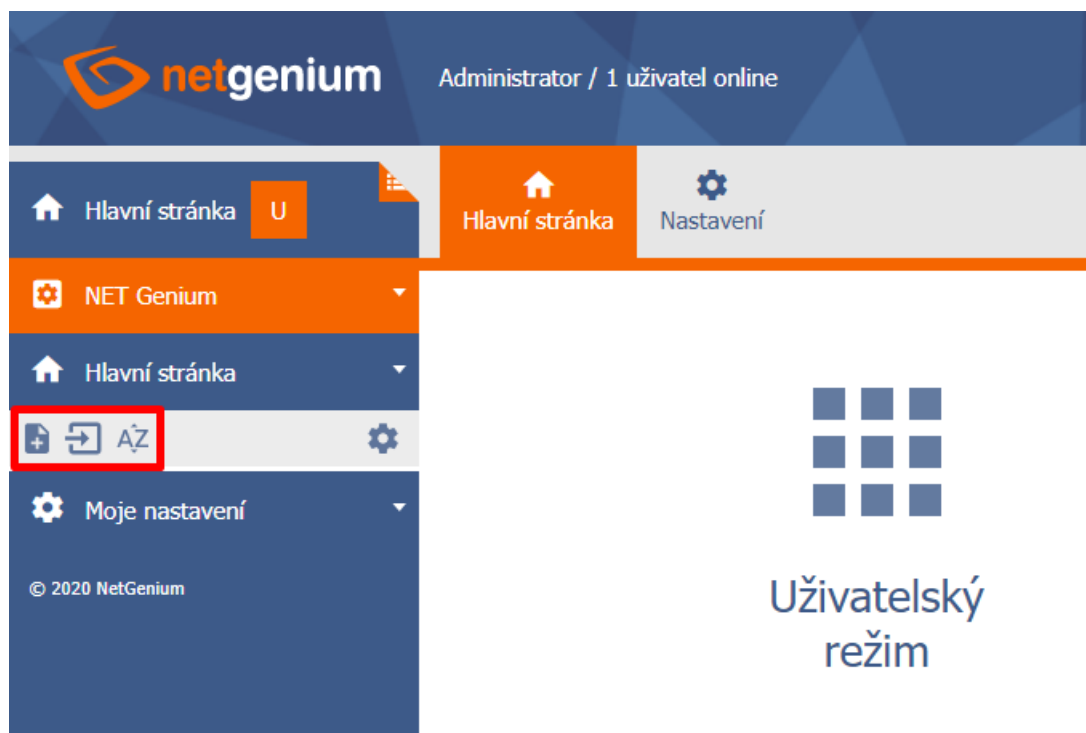 netgenium
Administrator / 1 uživatel online
Hlavní stránka U
Hlavní stránka
Nastavení
NET Genium
Hlavní stránka
AZ
Moje nastavení
© 2020 NetGenium
Uživatelský
režim